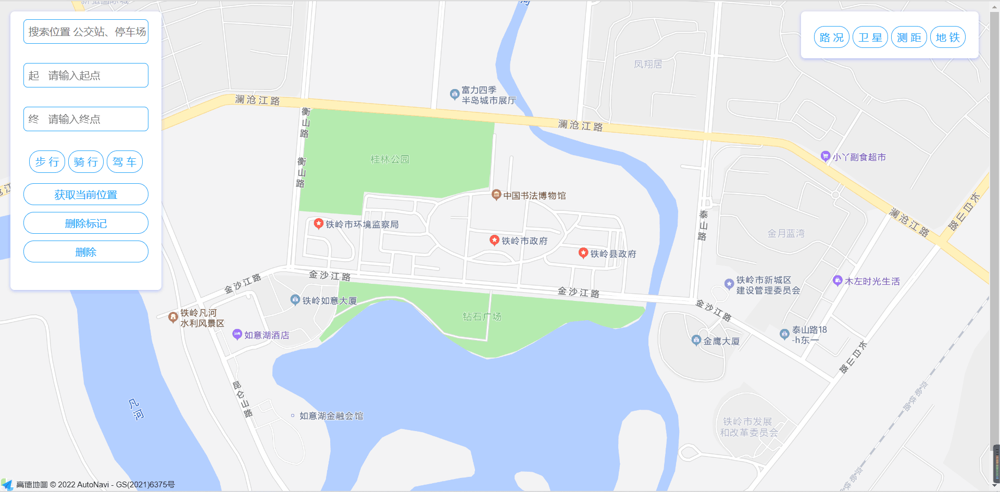 搜索位置 公交站、停车场
起 请输入起点
终 请输入终点
步 行
骑 行
驾 车
获取当前位置
删除标记
删除
路 况
卫 星
测 距
地 铁
凤翔居
富力四季
半岛城市展厅
澜沧江路
澜沧江路
衡山路
衡山路
桂林公园
小丫副食超市
中国书法博物馆
长白山路
澜沧江路
泰山路
铁岭市环境监察局
金月蓝湾
铁岭市政府
铁岭县政府
金沙江路
金沙江路
金沙江路
铁岭市新城区
建设管理委员会
木左时光生活
铁岭如意大厦
金沙江路
铁岭凡河
水利风景区
钻石广场
如意湖酒店
泰山路18
-h东一
金鹰大厦
长白山路
昆仑山路
凡河
如意湖金融会馆
京哈铁路
铁岭市发展
和改革委员会
高德地图 © 2022 AutoNavi - GS(2021)6375号